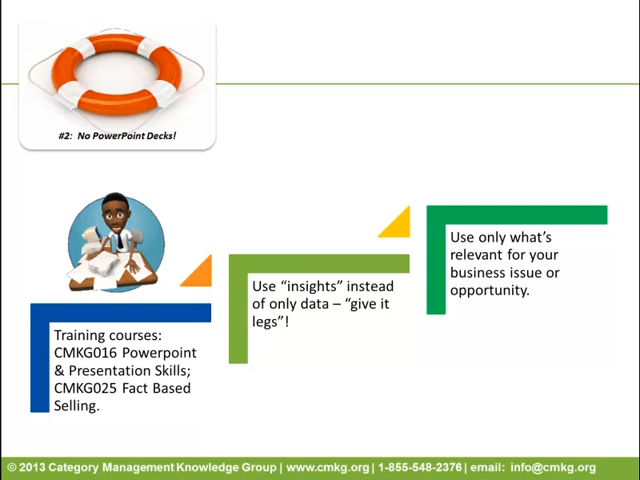 #2:  No PowerPoint Decks!
Training courses:
CMKG016 Powerpoint
& Presentation Skills;
CMKG025 Fact Based
Selling.
Use “insights” instead
of only data – “give it
legs”!
Use only what’s
relevant for your
business issue or
opportunity.
© 2013 Category Management Knowledge Group | www.cmkg.org | 1-855-548-2376 | email:  info@cmkg.org